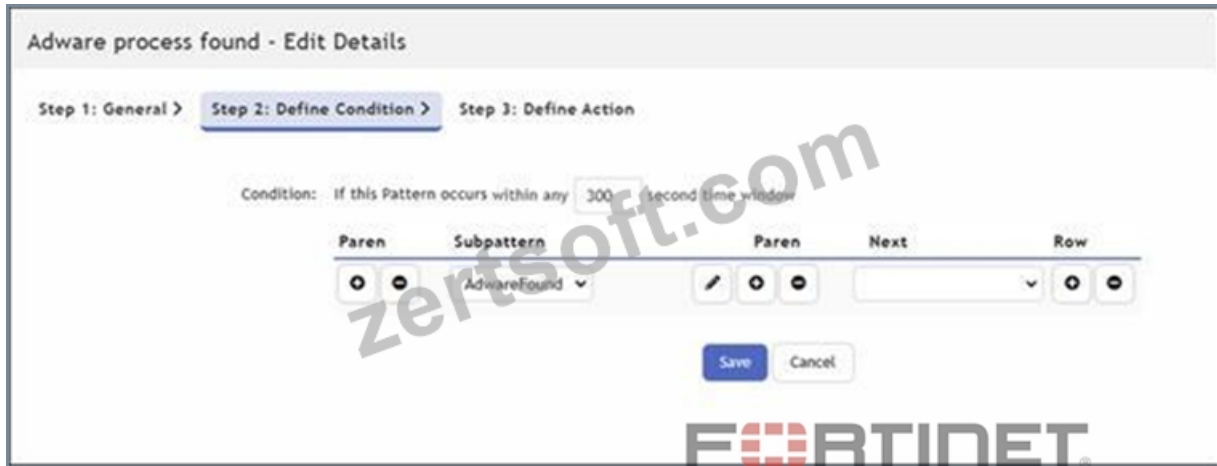 Adware process found - Edit Details
Step 1: General > Step 2: Define Condition > Step 3: Define Action
Condition: If this Pattern occurs within any 300 second time window
Paren Subpattern Paren Next Row
AdwareFound
Save Cancel
zertsoft.com
FORTINET